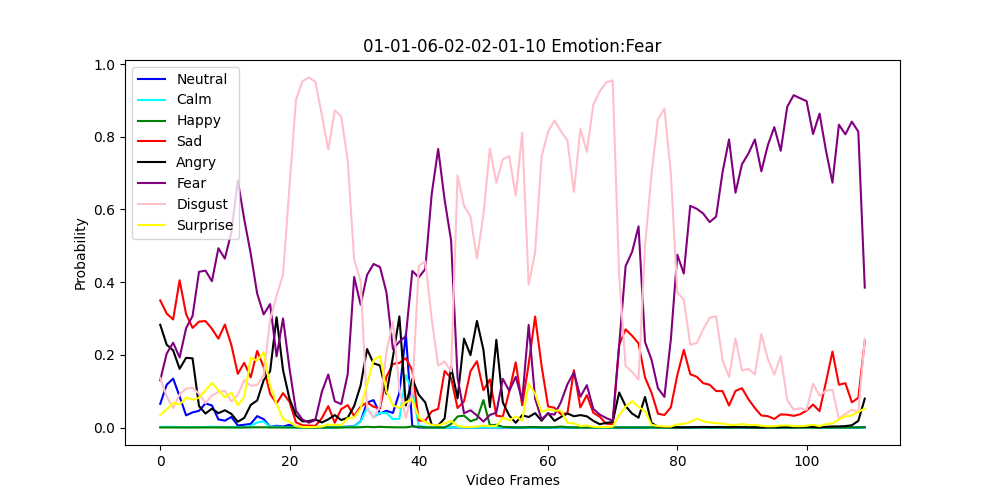 01-01-06-02-02-01-10 Emotion:Fear
Probability
1.0
0.8
0.6
0.4
0.2
0.0
Neutral
Calm
Happy
Sad
Angry
Fear
Disgust
Surprise
0 20 40 60 80 100
Video Frames